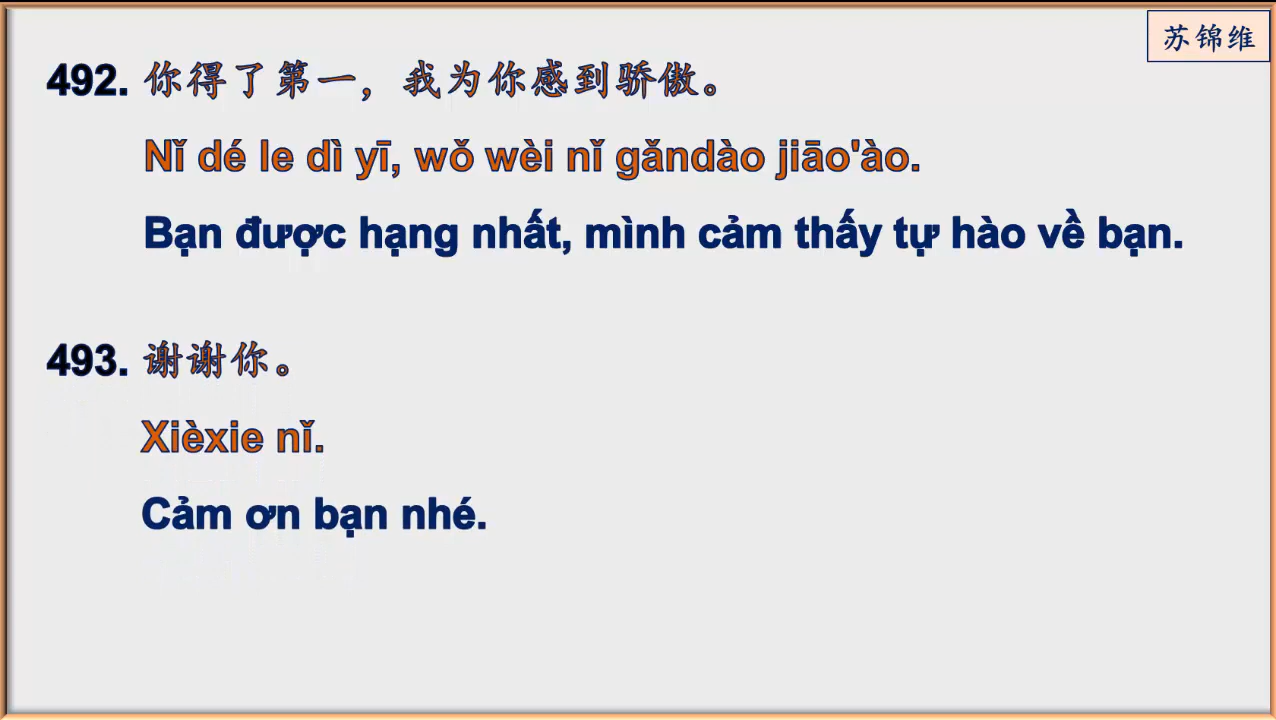 苏锦维
492. 你得了第一，我为你感到骄傲。
Nǐ dé le dì yī, wǒ wèi nǐ gǎndào jiāo'ào.
Bạn được hạng nhất, mình cảm thấy tự hào về bạn.
493. 谢谢你。
Xièxie nǐ.
Cảm ơn bạn nhé.